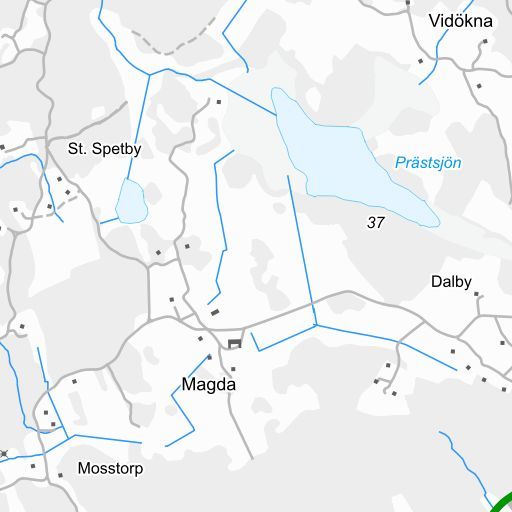 Vidökna
St. Spetby
Prästsjön
37
Dalby
Magda
Mosstorp